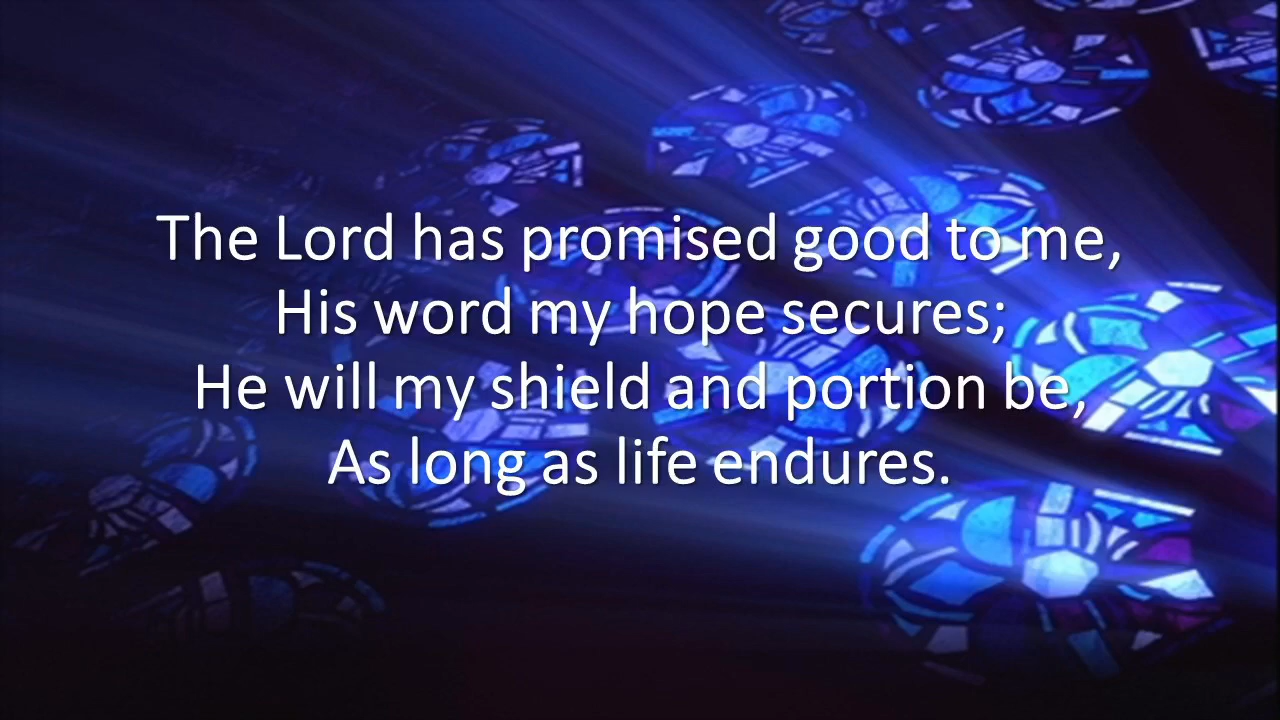 The Lord has promised good to me,
His word my hope secures;
He will my shield and portion be,
As long as life endures.